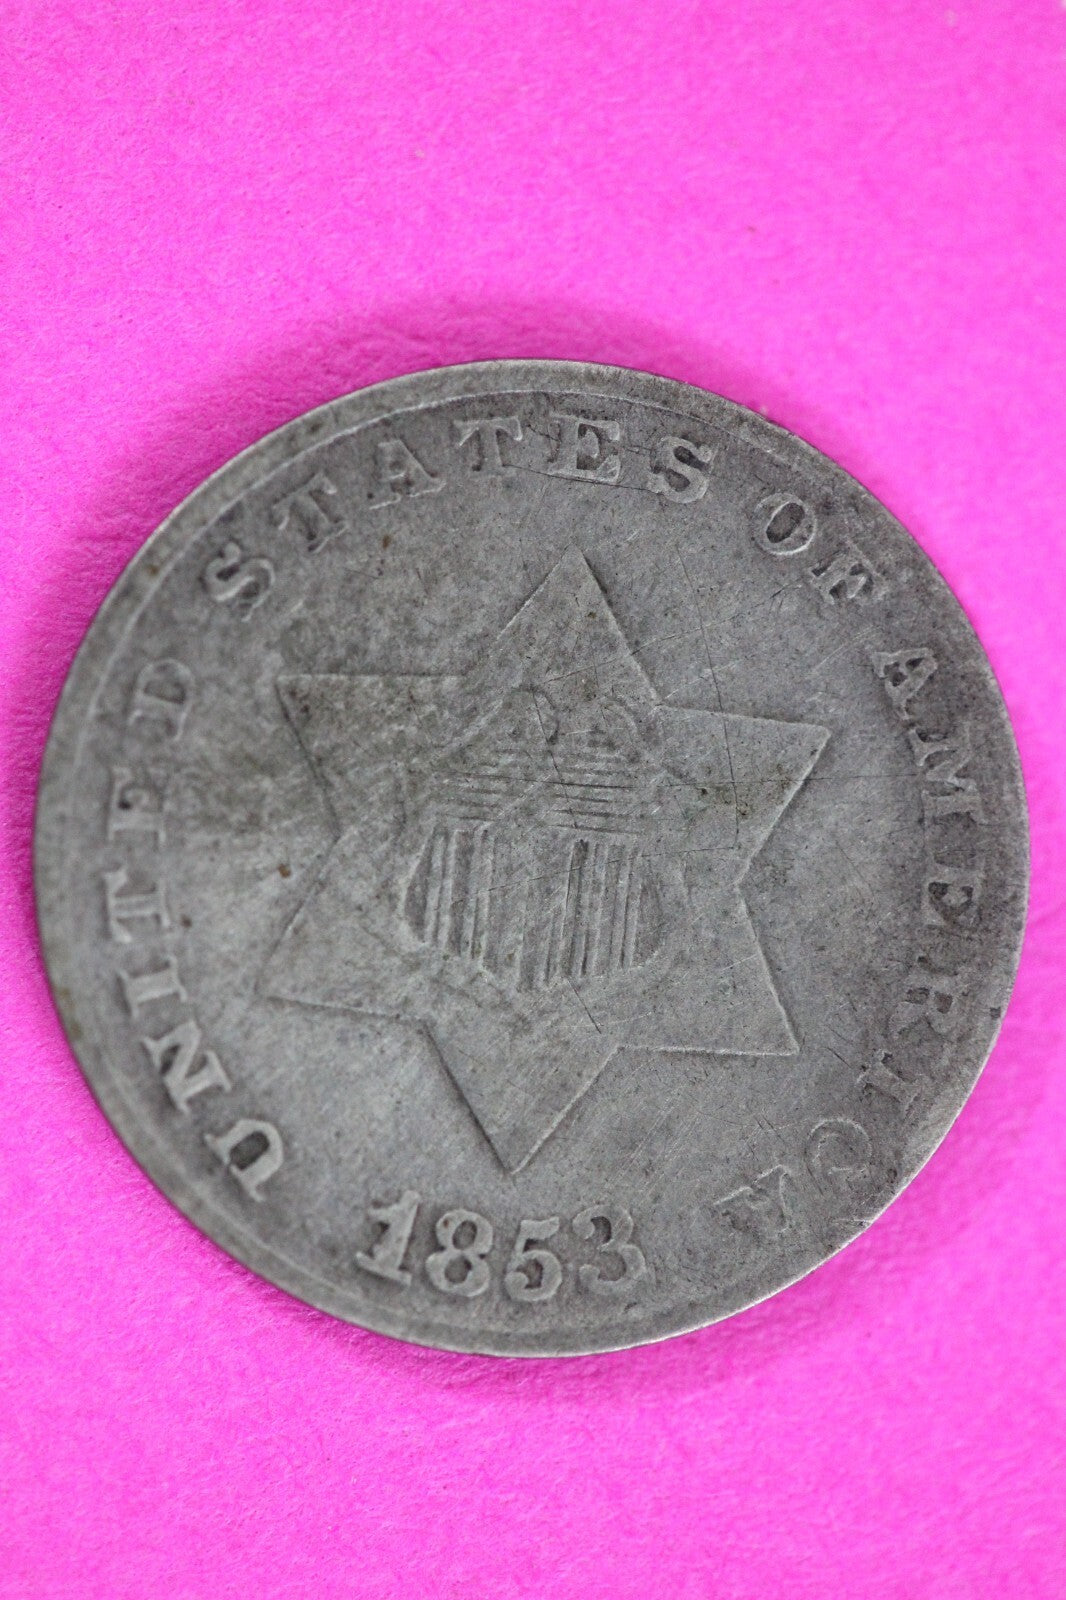 UNITED STATES OF AMERICA
1853